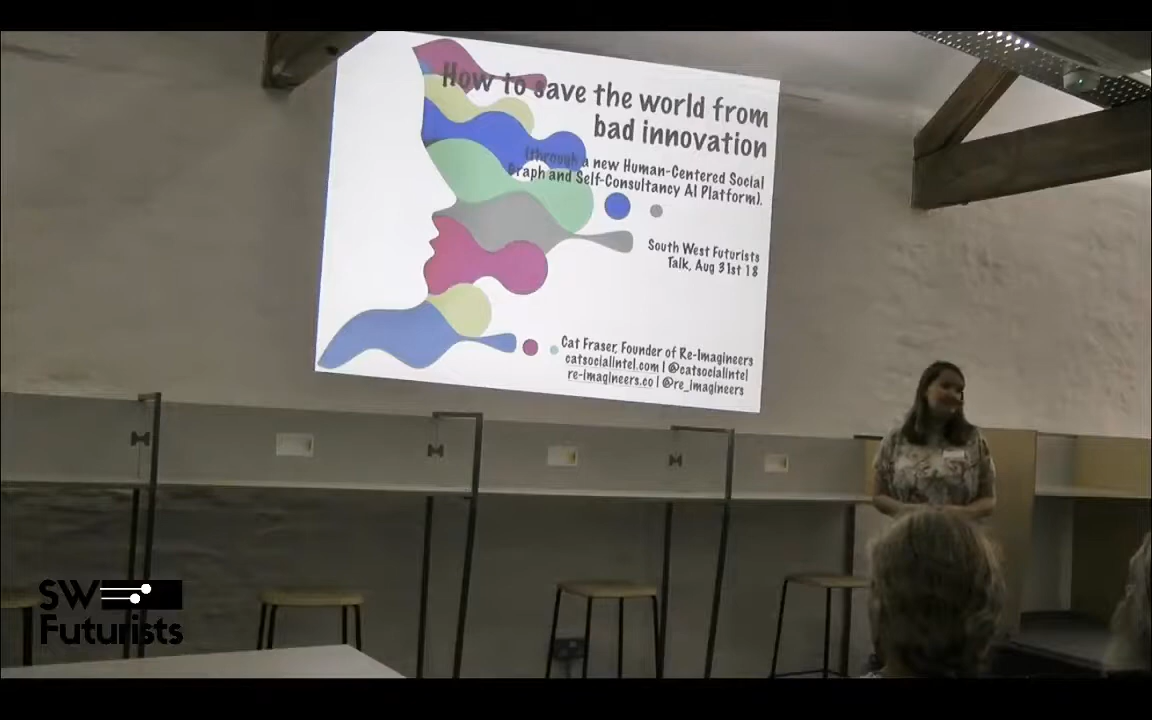 How to save the world from
bad innovation
(through a new Human-Centered Social
Graph and Self-Consultancy AI Platform).
South West Futurists
Talk, Aug 31st 18
Cat Fraser, Founder of Re-Imagineers
catsocialintel.com | @catsocialintel
re-imagineers.co | @re_imagineers
SW
Futurists